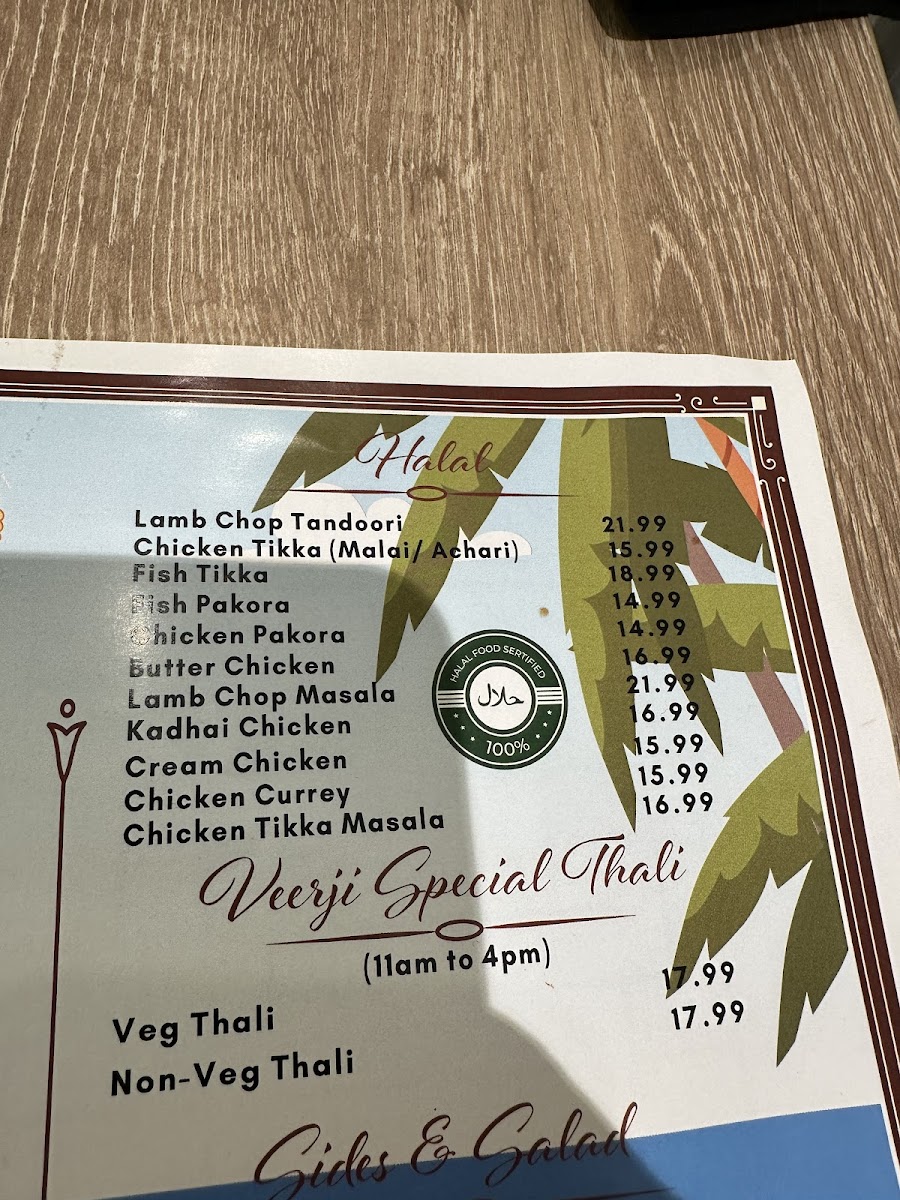 Halal
Lamb Chop Tandoori 21.99
Chicken Tikka (Malai/ Achari) 15.99
Fish Tikka 18.99
Fish Pakora 14.99
Chicken Pakora 14.99
Butter Chicken 16.99
Lamb Chop Masala 21.99
Kadhai Chicken 16.99
Cream Chicken 15.99
Chicken Currey 15.99
Chicken Tikka Masala 16.99
HALAL FOOD SERTIFIED
حلال
100%
Veerji Special Thali
(11am to 4pm)
Veg Thali 17.99
Non-Veg Thali 17.99
Sides & Salad